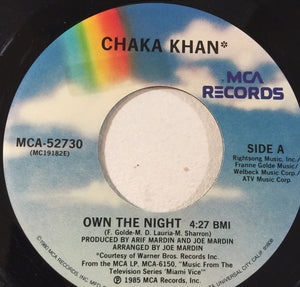 CHAKA KHAN*
MCA
RECORDS
MCA-52730
(MC19182E)
SIDE A
Rightsong Music, Inc./
Franne Golde Music/
Welbeck Music Corp./
ATV Music Corp.
OWN THE NIGHT 4:27 BMI
(F. Golde-M. D. Lauria-M. Sharron)
PRODUCED BY ARIF MARDIN AND JOE MARDIN
ARRANGED BY JOE MARDIN
*Courtesy of Warner Bros. Music Corp.
From the MCA LP, MCA-6150, "Music From The
Television Series 'Miami Vice'"
℗ 1985 MCA Records, Inc.